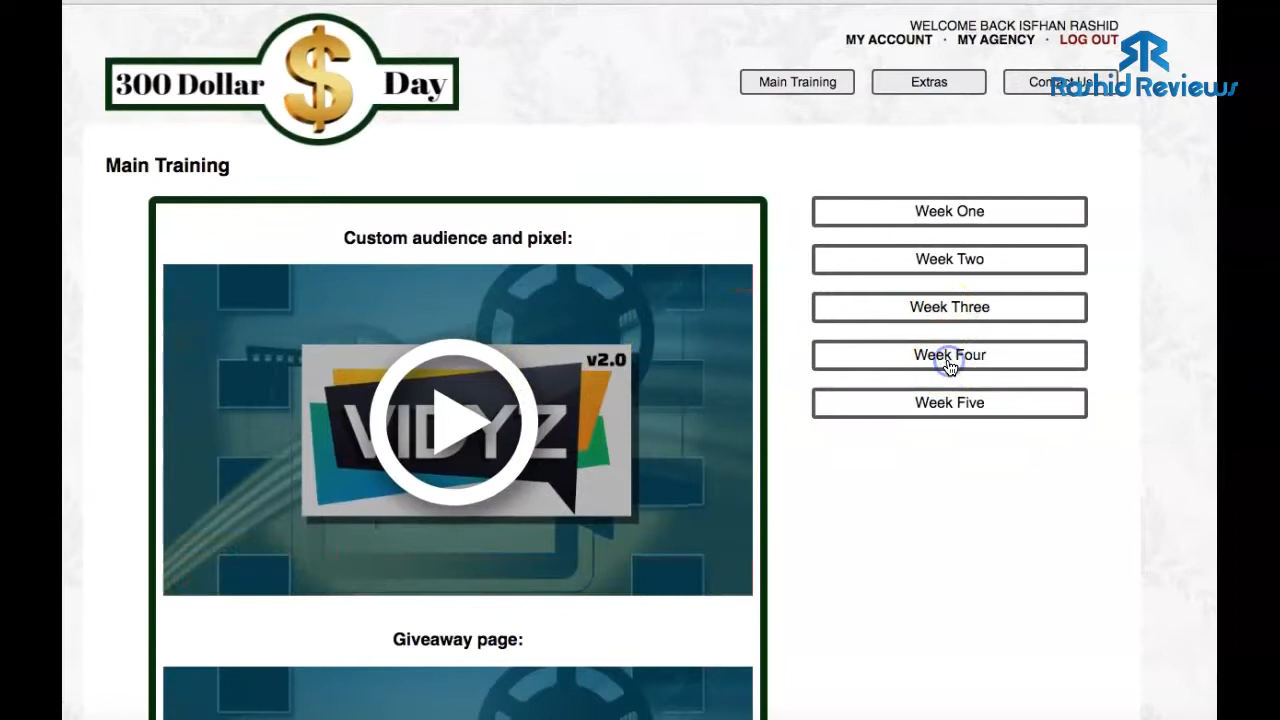 WELCOME BACK ISFHAN RASHID
MY ACCOUNT · MY AGENCY · LOG OUT
300 Dollar $ Day
Main Training
Extras
Contact Us
Rashid Reviews
Main Training
Custom audience and pixel:
v2.0
VIDYZ
Giveaway page:
Week One
Week Two
Week Three
Week Four
Week Five